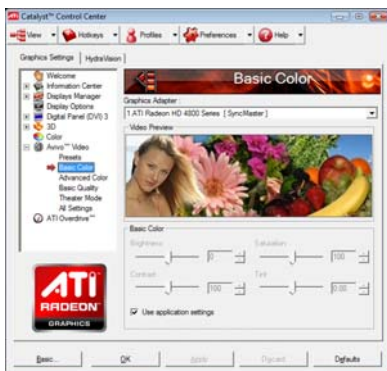 Catalyst™ Control Center
View Hotkeys Profiles Preferences Help
Graphics Settings HydraVision
Welcome
Information Center
Displays Manager
Display Options
Digital Panel (DVI) 3
3D
Color
Avivo™ Video
Presets
Basic Color
Advanced Color
Basic Quality
Theater Mode
All Settings
ATI Overdrive™
ATI
RADEON
GRAPHICS
Basic Color
Graphics Adapter :
1.ATI Radeon HD 4800 Series [ SyncMaster ]
Video Preview
Basic Color
Brightness 0 Saturation 100
Contrast 100 Tint 0.00
Use application settings
Basic... OK Apply Discard Defaults